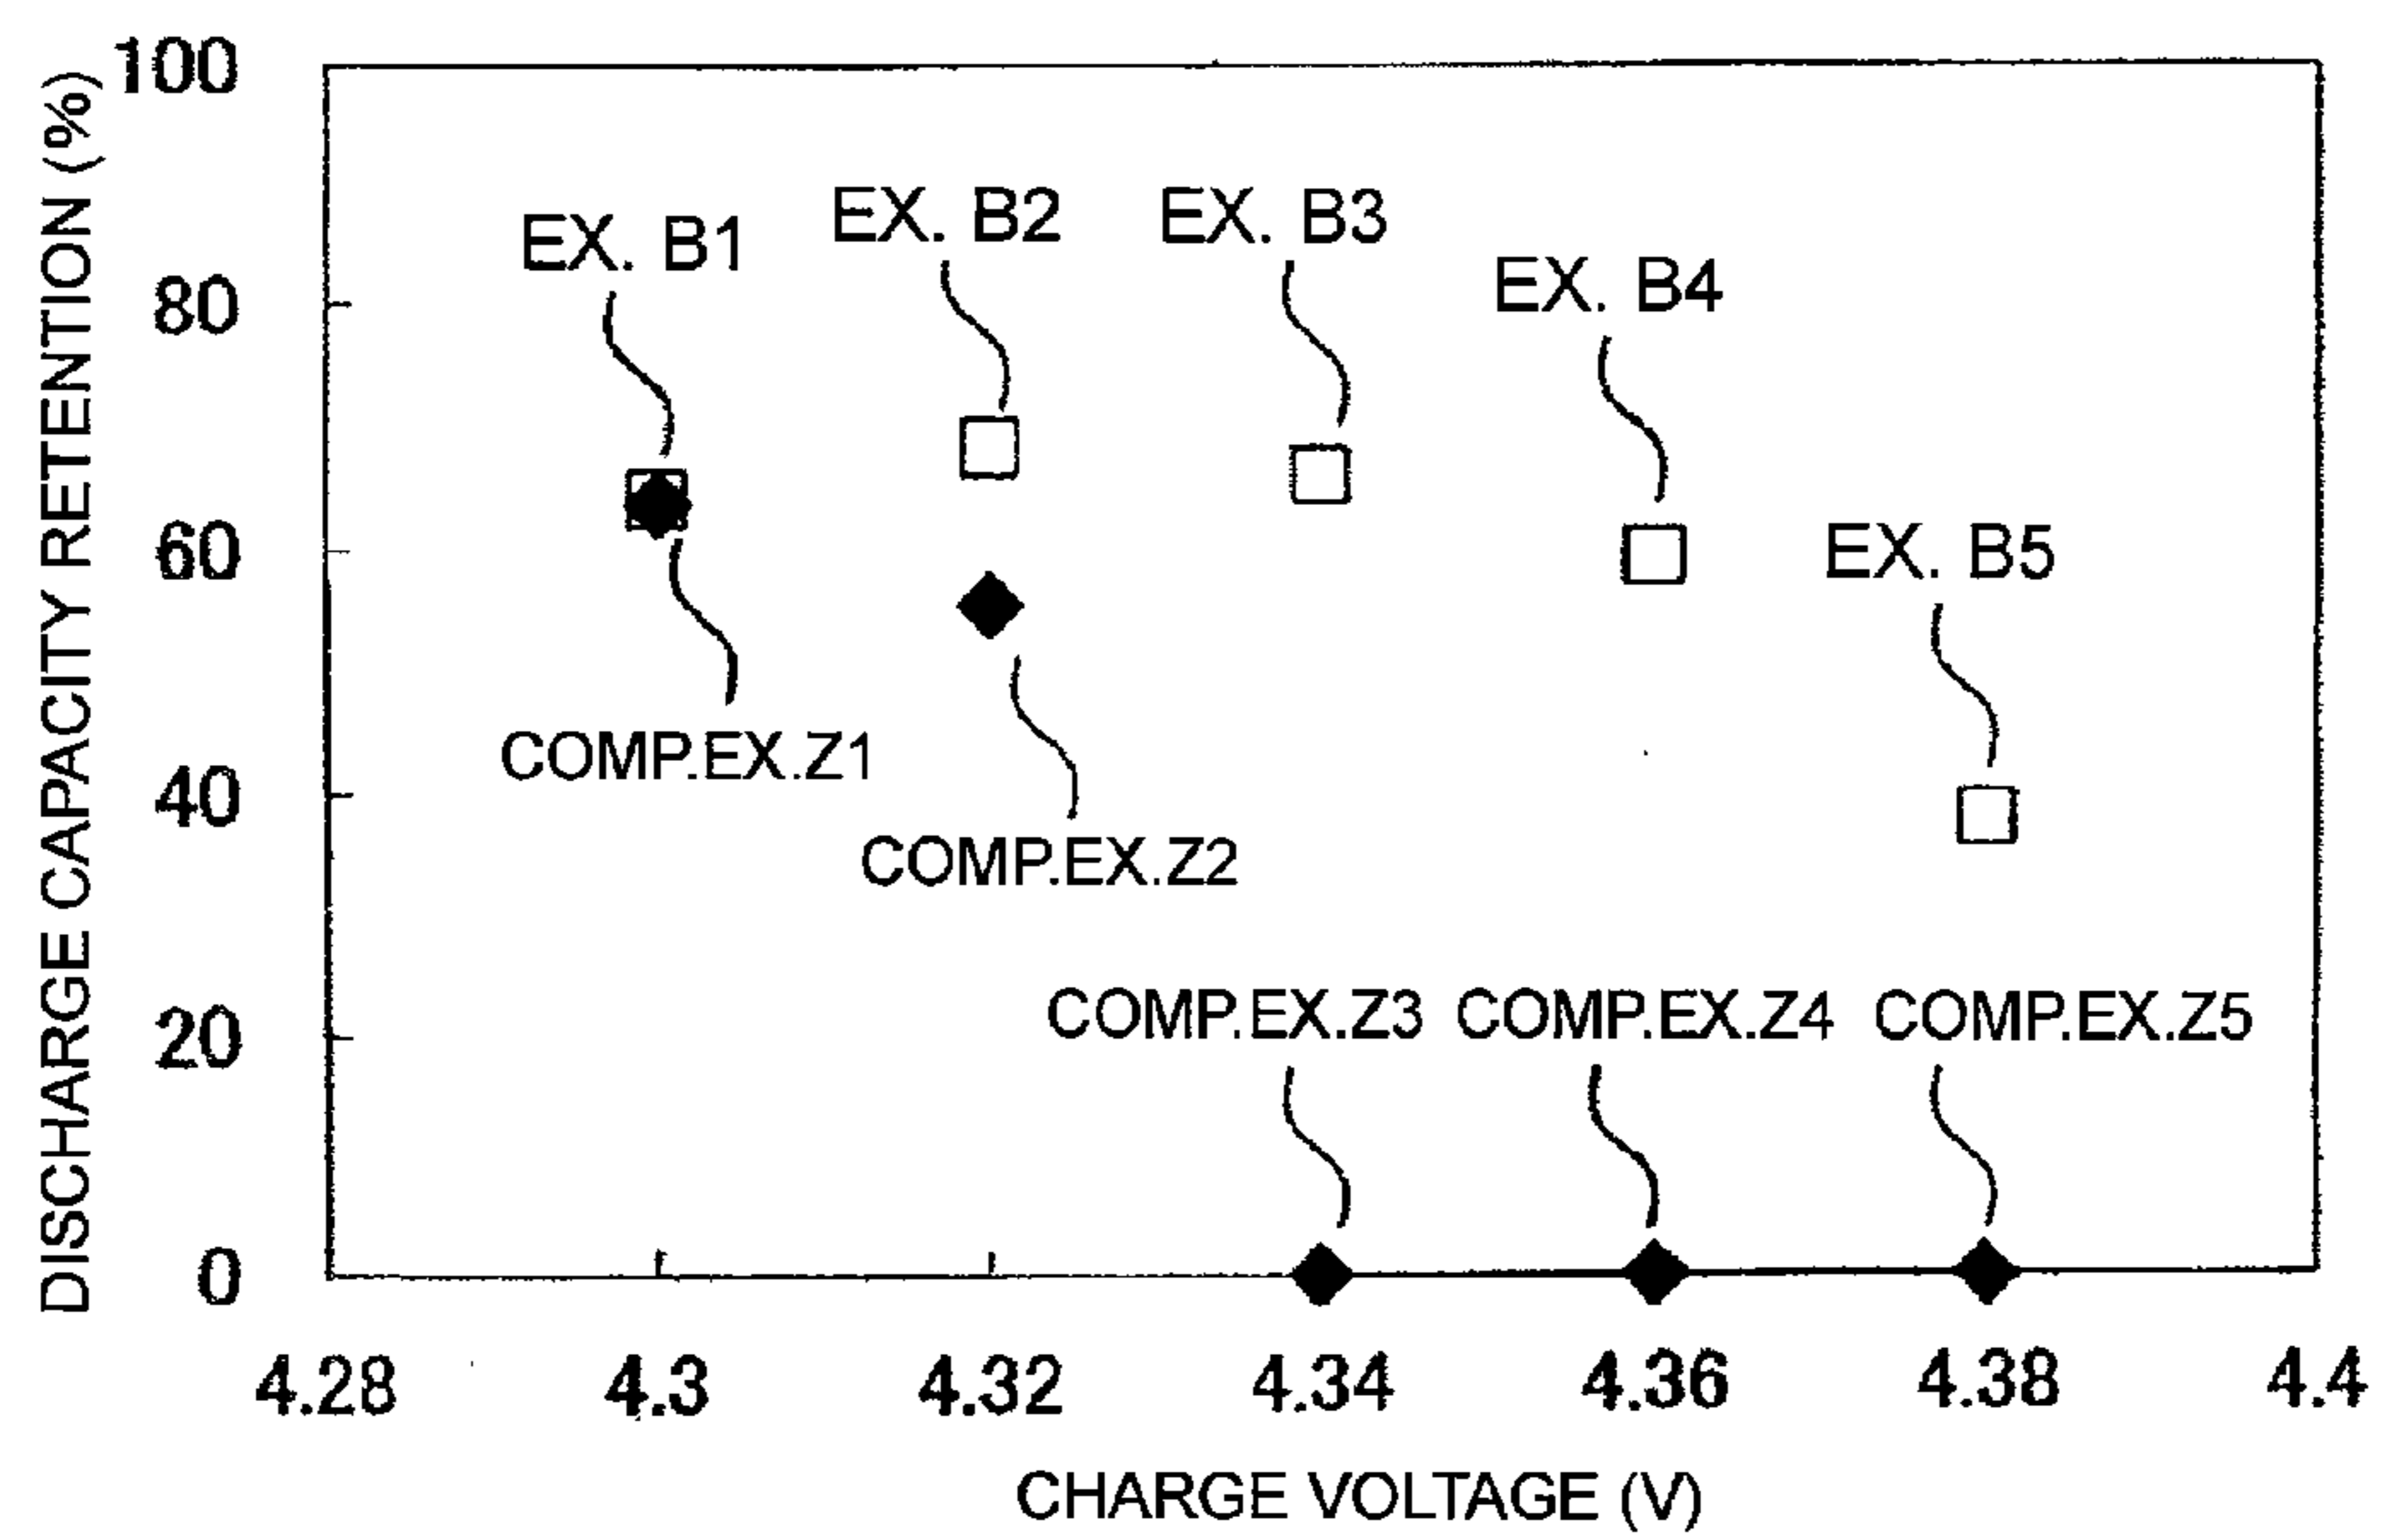 DISCHARGE CAPACITY RETENTION (%)
100
80
60
40
20
0
EX. B1
EX. B2
EX. B3
EX. B4
EX. B5
COMP.EX.Z1
COMP.EX.Z2
COMP.EX.Z3
COMP.EX.Z4
COMP.EX.Z5
4.28
4.3
4.32
4.34
4.36
4.38
4.4
CHARGE VOLTAGE (V)